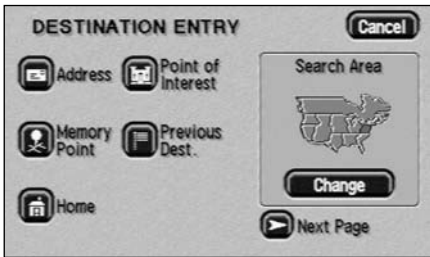 DESTINATION ENTRY
Cancel
Address
Point of
Interest
Search Area
Memory
Point
Previous
Dest.
Change
Home
Next Page